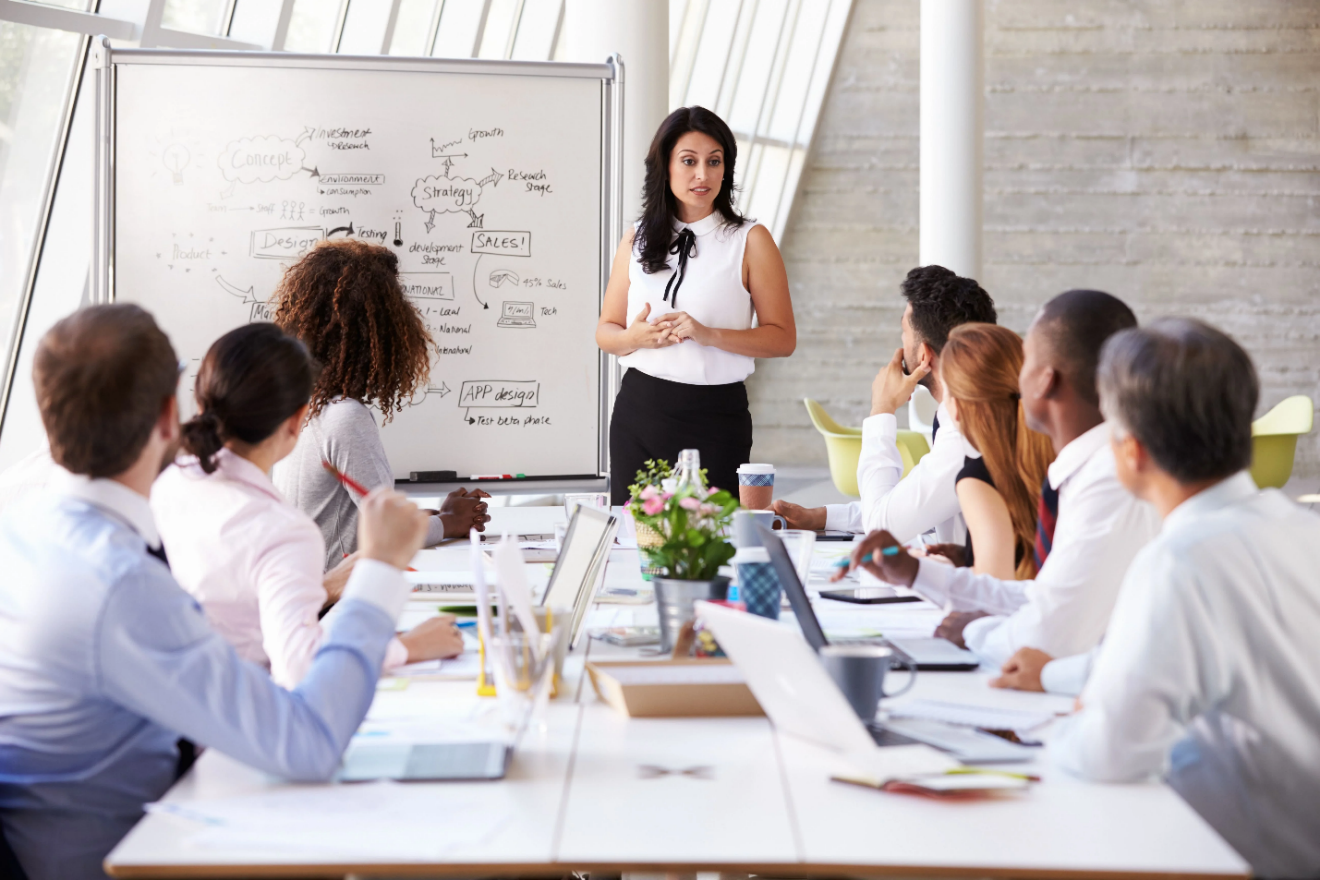 Investment
Research
Concept
environment
consumption
Staff
= Growth
Design
Testing
Product
Growth
Strategy
Research
Stage
development
Stage
SALES!
45% Sales
Tech
- Local
- National
International
APP design
Test beta phase